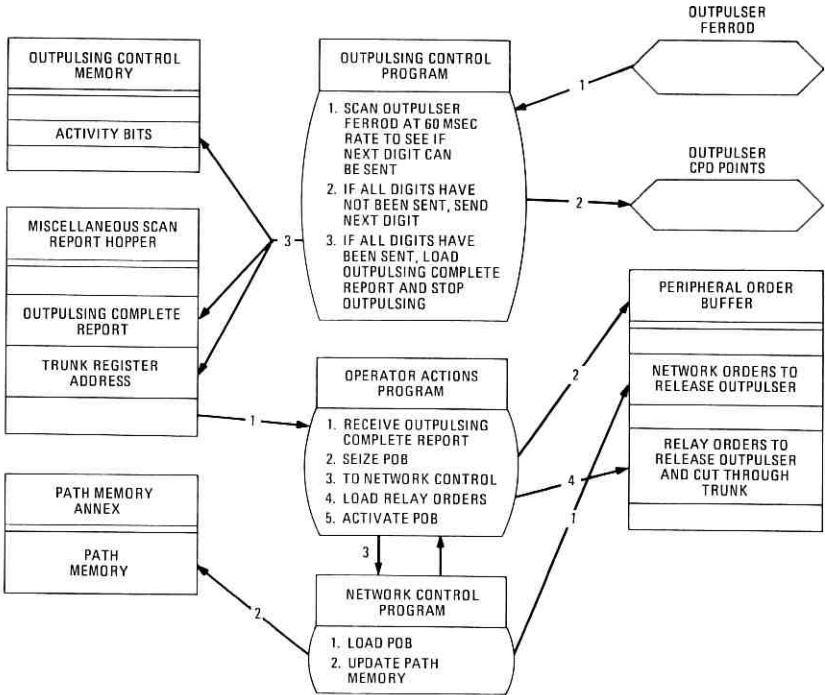 OUTPULSING CONTROL
MEMORY
ACTIVITY BITS
MISCELLANEOUS SCAN
REPORT HOPPER
OUTPULSING COMPLETE
REPORT
TRUNK REGISTER
ADDRESS
PATH MEMORY
ANNEX
PATH
MEMORY
OUTPULSING CONTROL
PROGRAM
1. SCAN OUTPULSER
FERROD AT 60 MSEC
RATE TO SEE IF
NEXT DIGIT CAN
BE SENT
2. IF ALL DIGITS HAVE
NOT BEEN SENT, SEND
NEXT DIGIT
3. IF ALL DIGITS HAVE
BEEN SENT, LOAD
OUTPULSING COMPLETE
REPORT AND STOP
OUTPULSING
3
OPERATOR ACTIONS
PROGRAM
1. RECEIVE OUTPULSING
COMPLETE REPORT
2. SEIZE POB
3. TO NETWORK CONTROL
4. LOAD RELAY ORDERS
5. ACTIVATE POB
1
3
NETWORK CONTROL
PROGRAM
1. LOAD POB
2. UPDATE PATH
MEMORY
2
OUTPULSER
FERROD
1
OUTPULSER
CPD POINTS
2
PERIPHERAL ORDER
BUFFER
NETWORK ORDERS TO
RELEASE OUTPULSER
RELAY ORDERS TO
RELEASE OUTPULSER
AND CUT THROUGH
TRUNK
2
4
1